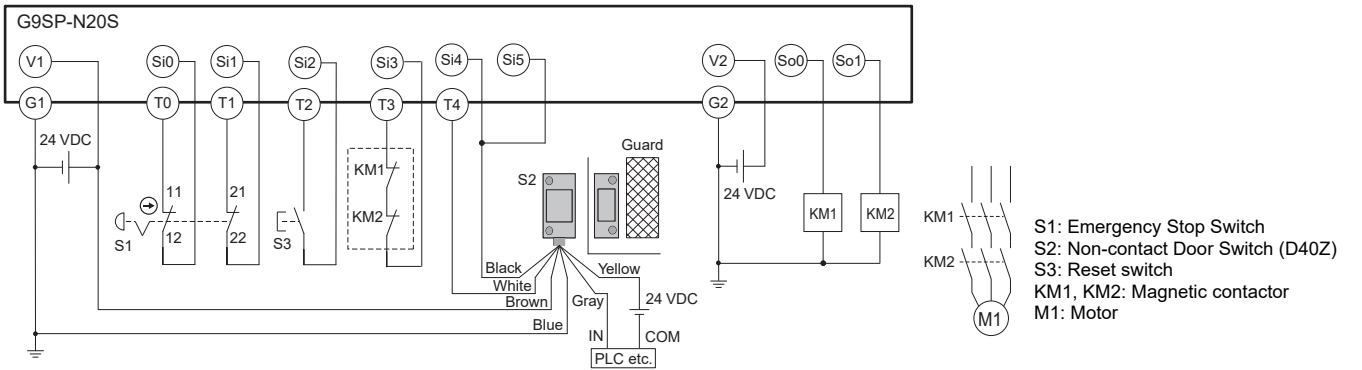 G9SP-N20S
V1 Si0 Si1 Si2 Si3 Si4 Si5 V2 So0 So1
G1 T0 T1 T2 T3 T4 G2
24 VDC
11 21
12 22
S1
S3
KM1
KM2
S2
Guard
24 VDC
KM1 KM2
Black
White
Brown
Blue
Gray
Yellow
24 VDC
IN COM
PLC etc.
KM1
KM2
M1
S1: Emergency Stop Switch
S2: Non-contact Door Switch (D40Z)
S3: Reset switch
KM1, KM2: Magnetic contactor
M1: Motor